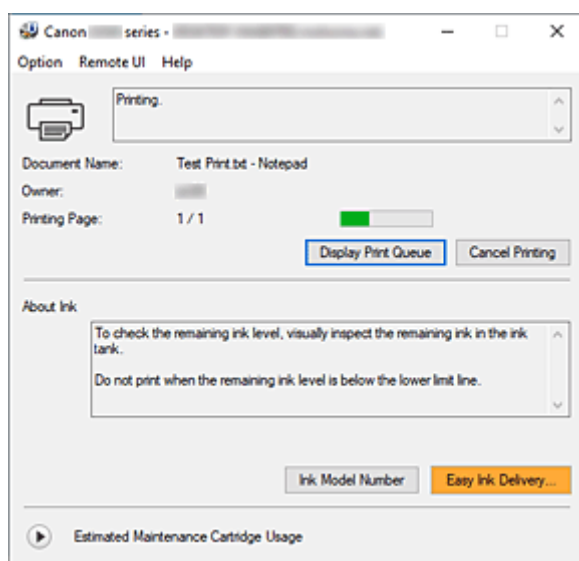 Canon series -
Option Remote UI Help
Printing.
Document Name: Test Print.txt - Notepad
Owner:
Printing Page: 1 / 1
Display Print Queue Cancel Printing
About Ink
To check the remaining ink level, visually inspect the remaining ink in the ink
tank.
Do not print when the remaining ink level is below the lower limit line.
Ink Model Number Easy Ink Delivery...
Estimated Maintenance Cartridge Usage